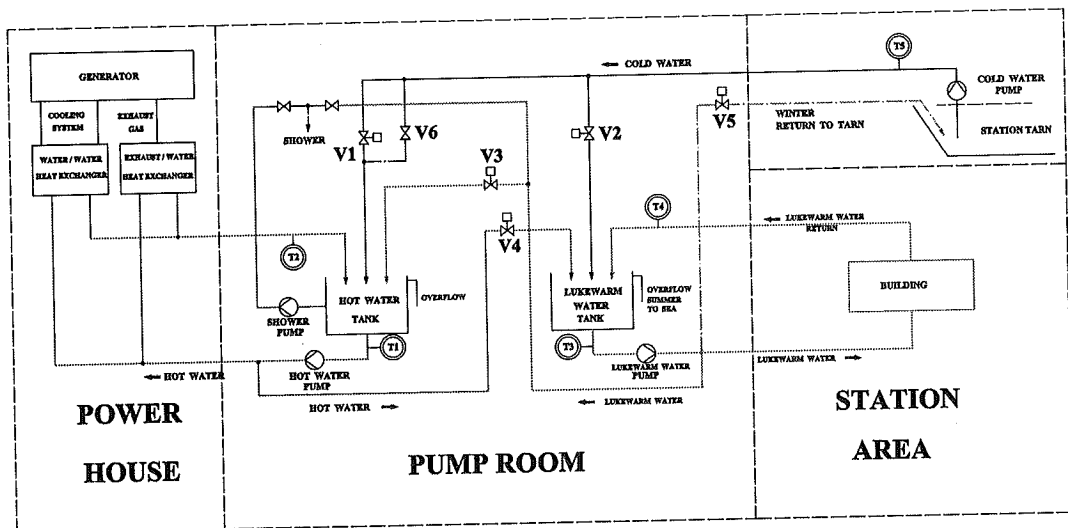 GENERATOR
COOLING
SYSTEM
EXHAUST
GAS
WATER / WATER
HEAT EXCHANGER
EXHAUST / WATER
HEAT EXCHANGER
SHOWER
V1
V6
V3
V4
V2
V5
COLD WATER
T5
COLD WATER
PUMP
WINTER
RETURN TO TARN
STATION TARN
T4
LUKEWARM WATER
RETURN
T2
HOT WATER
TANK
OVERFLOW
SHOWER
PUMP
T1
LUKEWARM
WATER
TANK
OVERFLOW
SUMMER
TO SEA
T3
BUILDING
HOT WATER
HOT WATER
PUMP
HOT WATER
LUKEWARM WATER
PUMP
LUKEWARM WATER
LUKEWARM WATER
POWER
HOUSE
PUMP ROOM
STATION
AREA